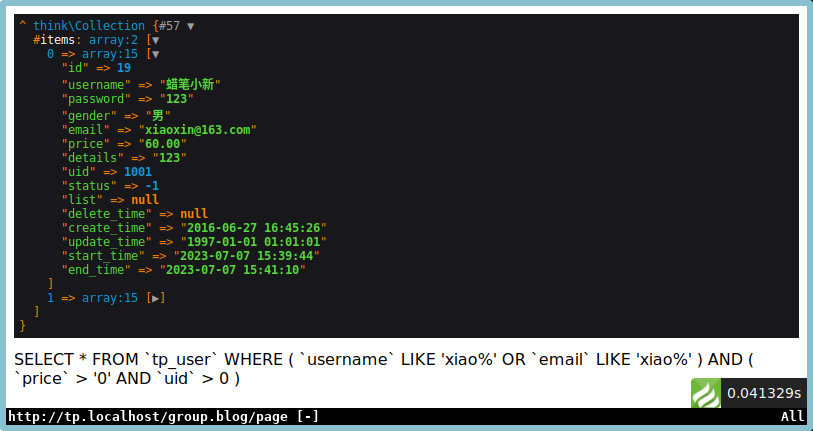 ^ think\Collection {#57 ▼
#items: array:2 [▼
0 => array:15 [▼
"id" => 19
"username" => "蜡笔小新"
"password" => "123"
"gender" => "男"
"email" => "xiaoxin@163.com"
"price" => "60.00"
"details" => "123"
"uid" => 1001
"status" => -1
"list" => null
"delete_time" => null
"create_time" => "2016-06-27 16:45:26"
"update_time" => "1997-01-01 01:01:01"
"start_time" => "2023-07-07 15:39:44"
"end_time" => "2023-07-07 15:41:10"
]
1 => array:15 [▶]
]
}
SELECT * FROM `tp_user` WHERE ( `username` LIKE 'xiao%' OR `email` LIKE 'xiao%' ) AND (
`price` > '0' AND `uid` > 0 )
0.041329s
http://tp.localhost/group.blog/page [-] All